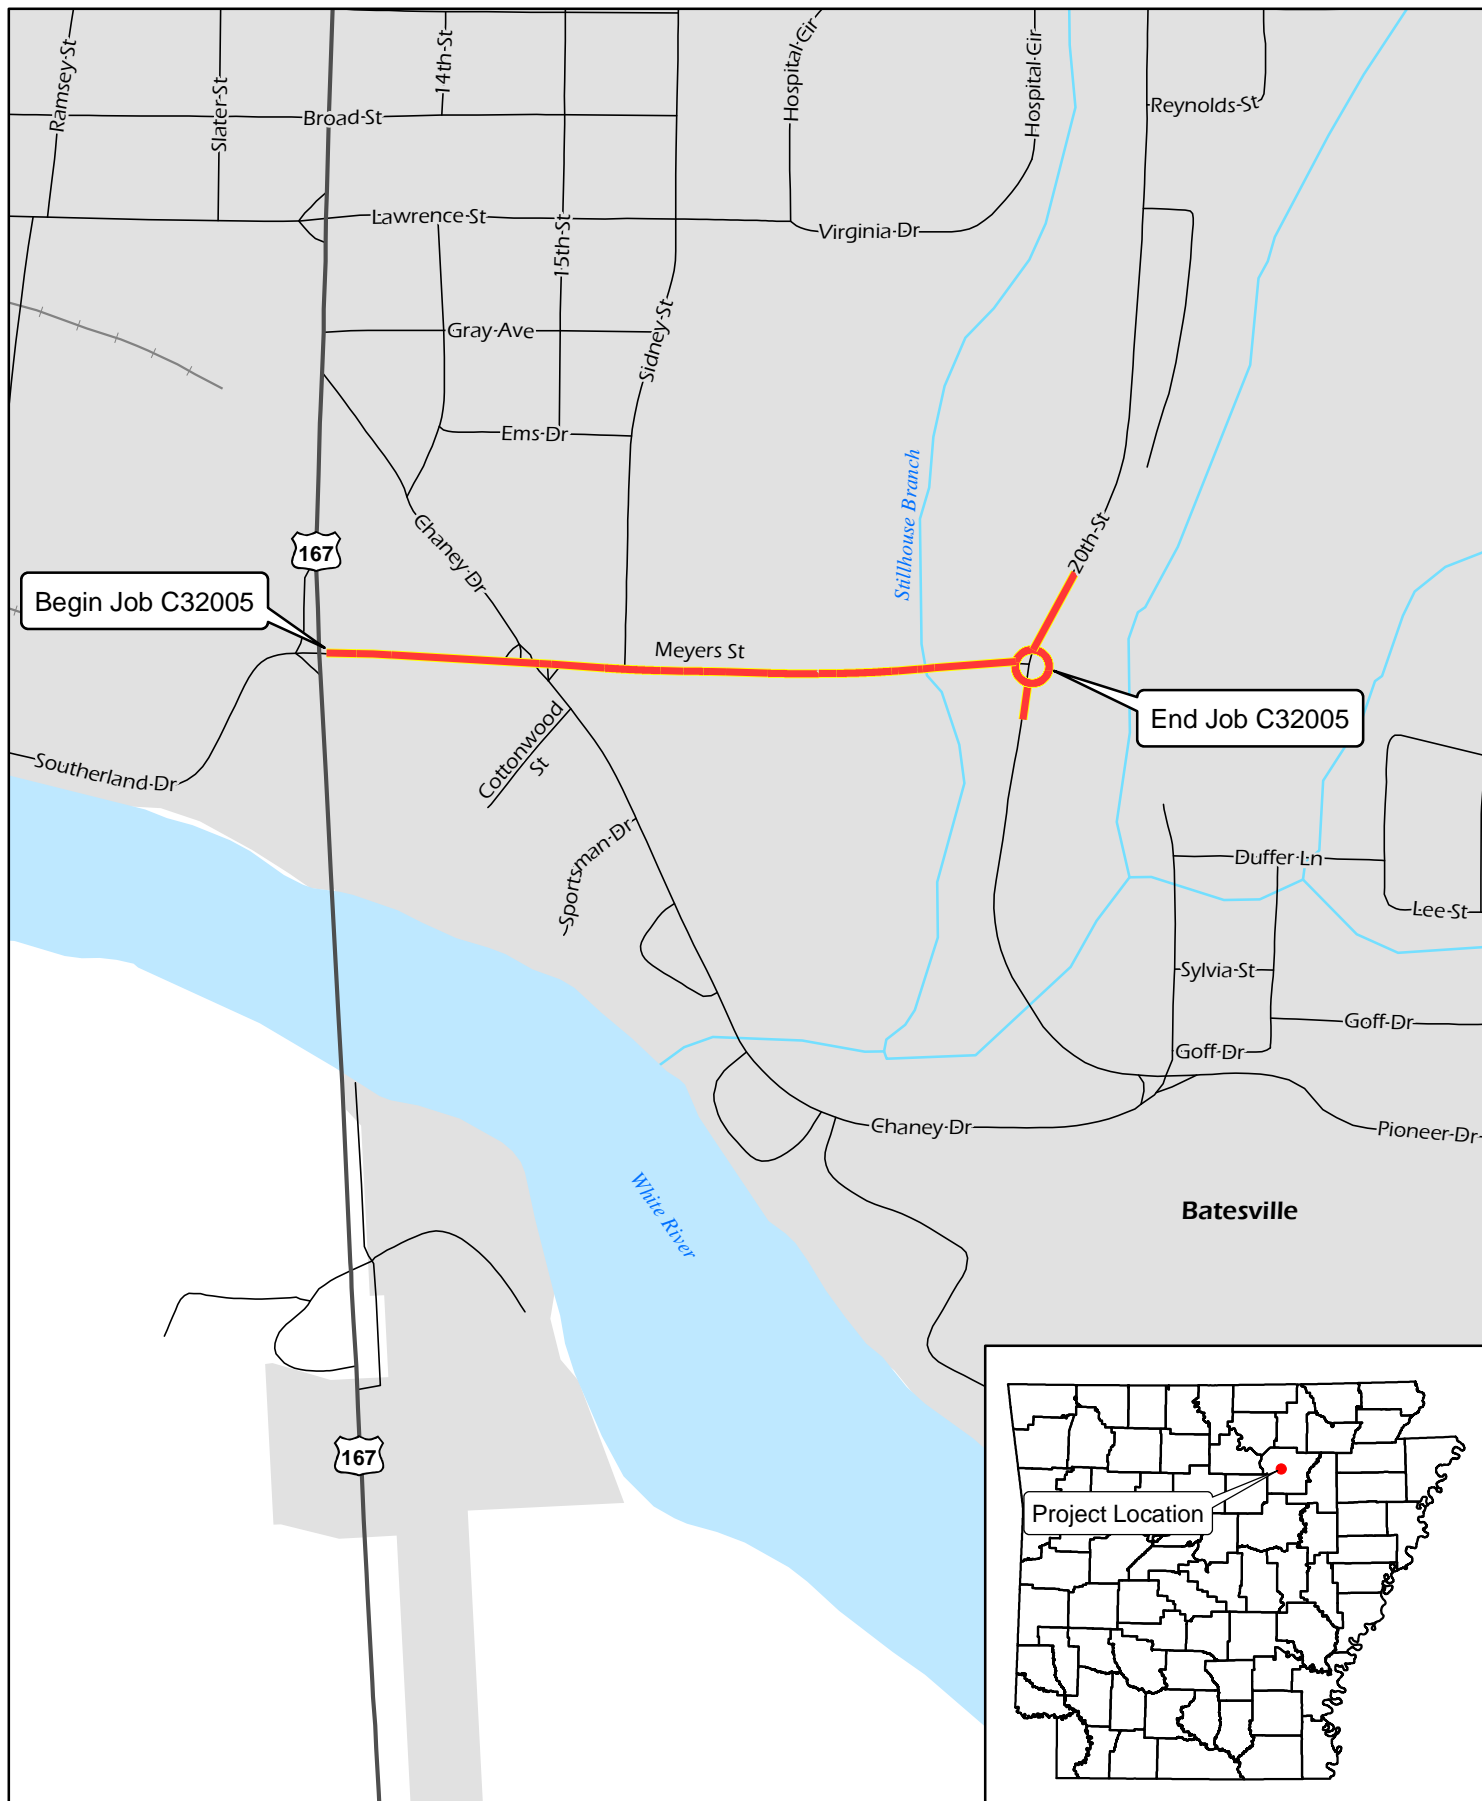 Ramsey St
Slater St
14th St
Hospital Cir
Hospital Cir
Reynolds St
Broad St
Lawrence St
15th St
Virginia Dr
Gray Ave
Sidney St
Ems Dr
Chaney Dr
Stillhouse Branch
20th St
167
Begin Job C32005
Meyers St
End Job C32005
Southerland Dr
Cottonwood
St
Sportsman Dr
Duffer Ln
Lee St
Sylvia St
Goff Dr
Goff Dr
Chaney Dr
Pioneer Dr
White River
Batesville
167
Project Location